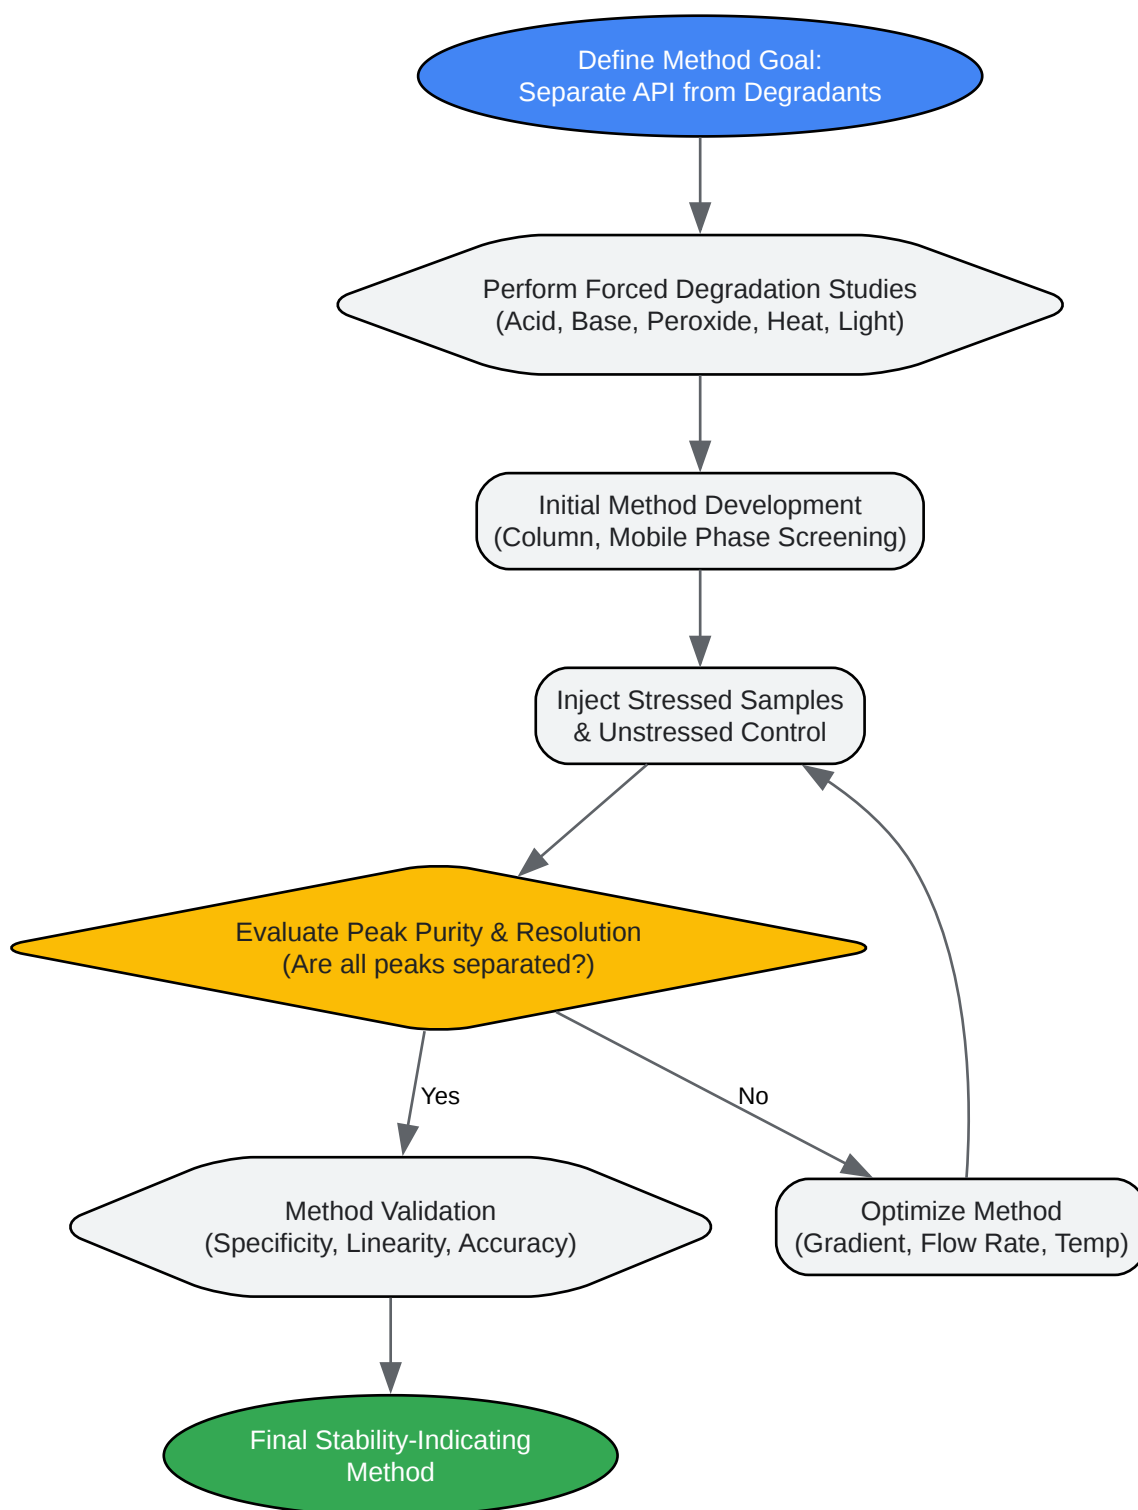 Define Method Goal:
Separate API from Degradants
Perform Forced Degradation Studies
(Acid, Base, Peroxide, Heat, Light)
Initial Method Development
(Column, Mobile Phase Screening)
Inject Stressed Samples
& Unstressed Control
Evaluate Peak Purity & Resolution
(Are all peaks separated?)
Yes
No
Method Validation
(Specificity, Linearity, Accuracy)
Optimize Method
(Gradient, Flow Rate, Temp)
Final Stability-Indicating
Method